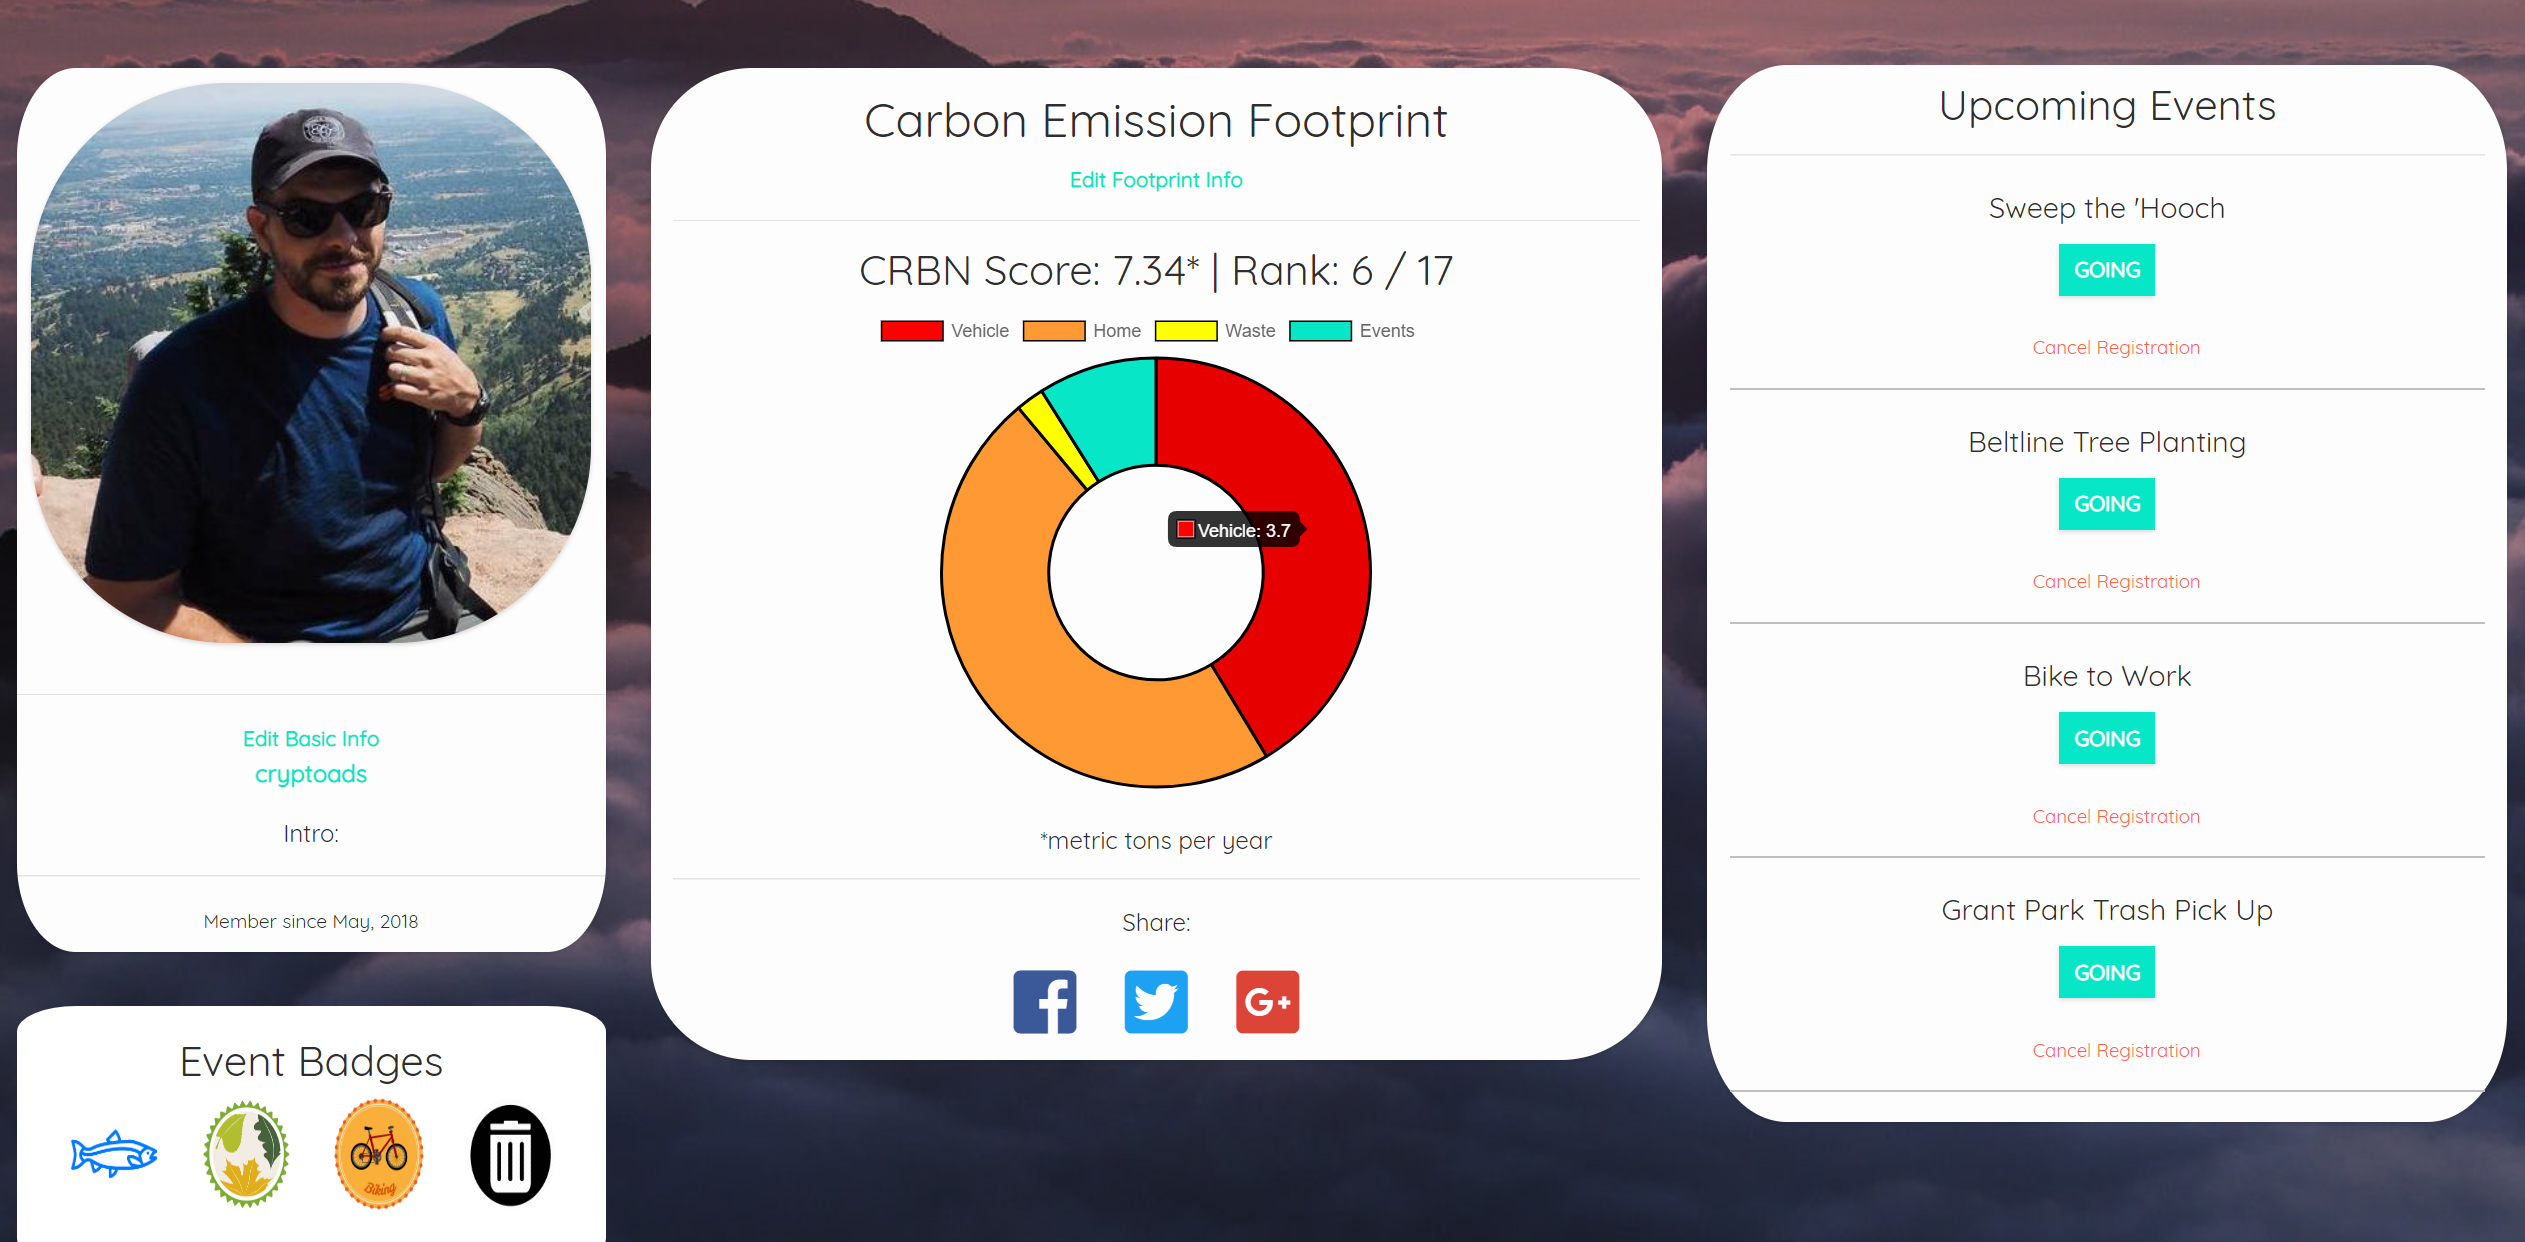 Edit Basic Info
cryptoads
Intro:
Member since May, 2018
Event Badges
Biking
Carbon Emission Footprint
Edit Footprint Info
CRBN Score: 7.34* | Rank: 6 / 17
Vehicle Home Waste Events
Vehicle: 3.7
*metric tons per year
Share:
f
G+
Upcoming Events
Sweep the 'Hooch
GOING
Cancel Registration
Beltline Tree Planting
GOING
Cancel Registration
Bike to Work
GOING
Cancel Registration
Grant Park Trash Pick Up
GOING
Cancel Registration